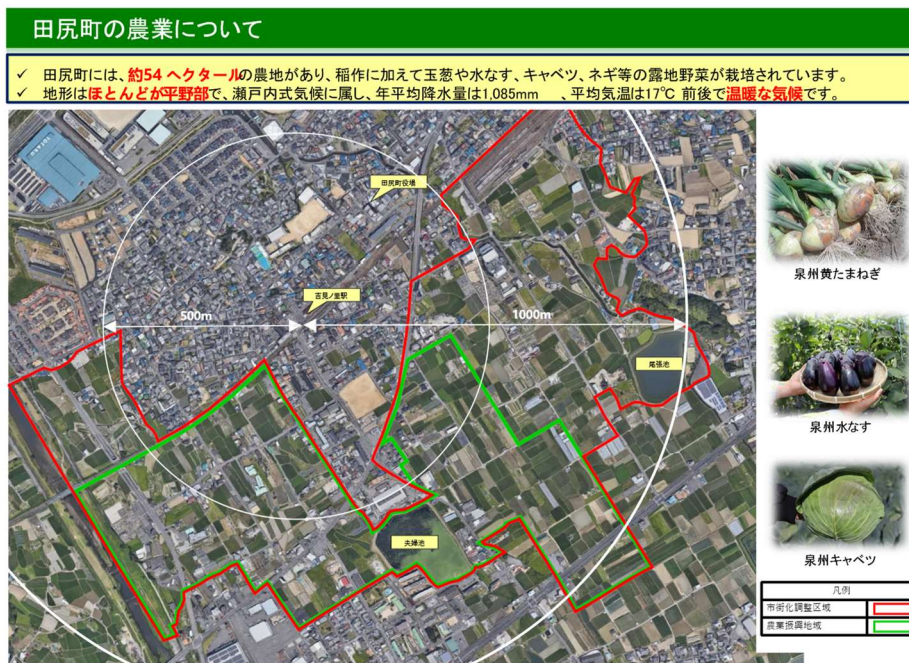 田尻町の農業について
✓ 田尻町には、約54 ヘクタールの農地があり、稲作に加えて玉葱や水なす、キャベツ、ネギ等の露地野菜が栽培されています。
✓ 地形はほとんどが平野部で、瀬戸内式気候に属し、年平均降水量は1,085mm 、平均気温は17℃ 前後で温暖な気候です。
田尻町役場
吉見ノ里駅
500m
1000m
尾張池
夫婦池
泉州黄たまねぎ
泉州水なす
泉州キャベツ
凡例
市街化調整区域
農業振興地域